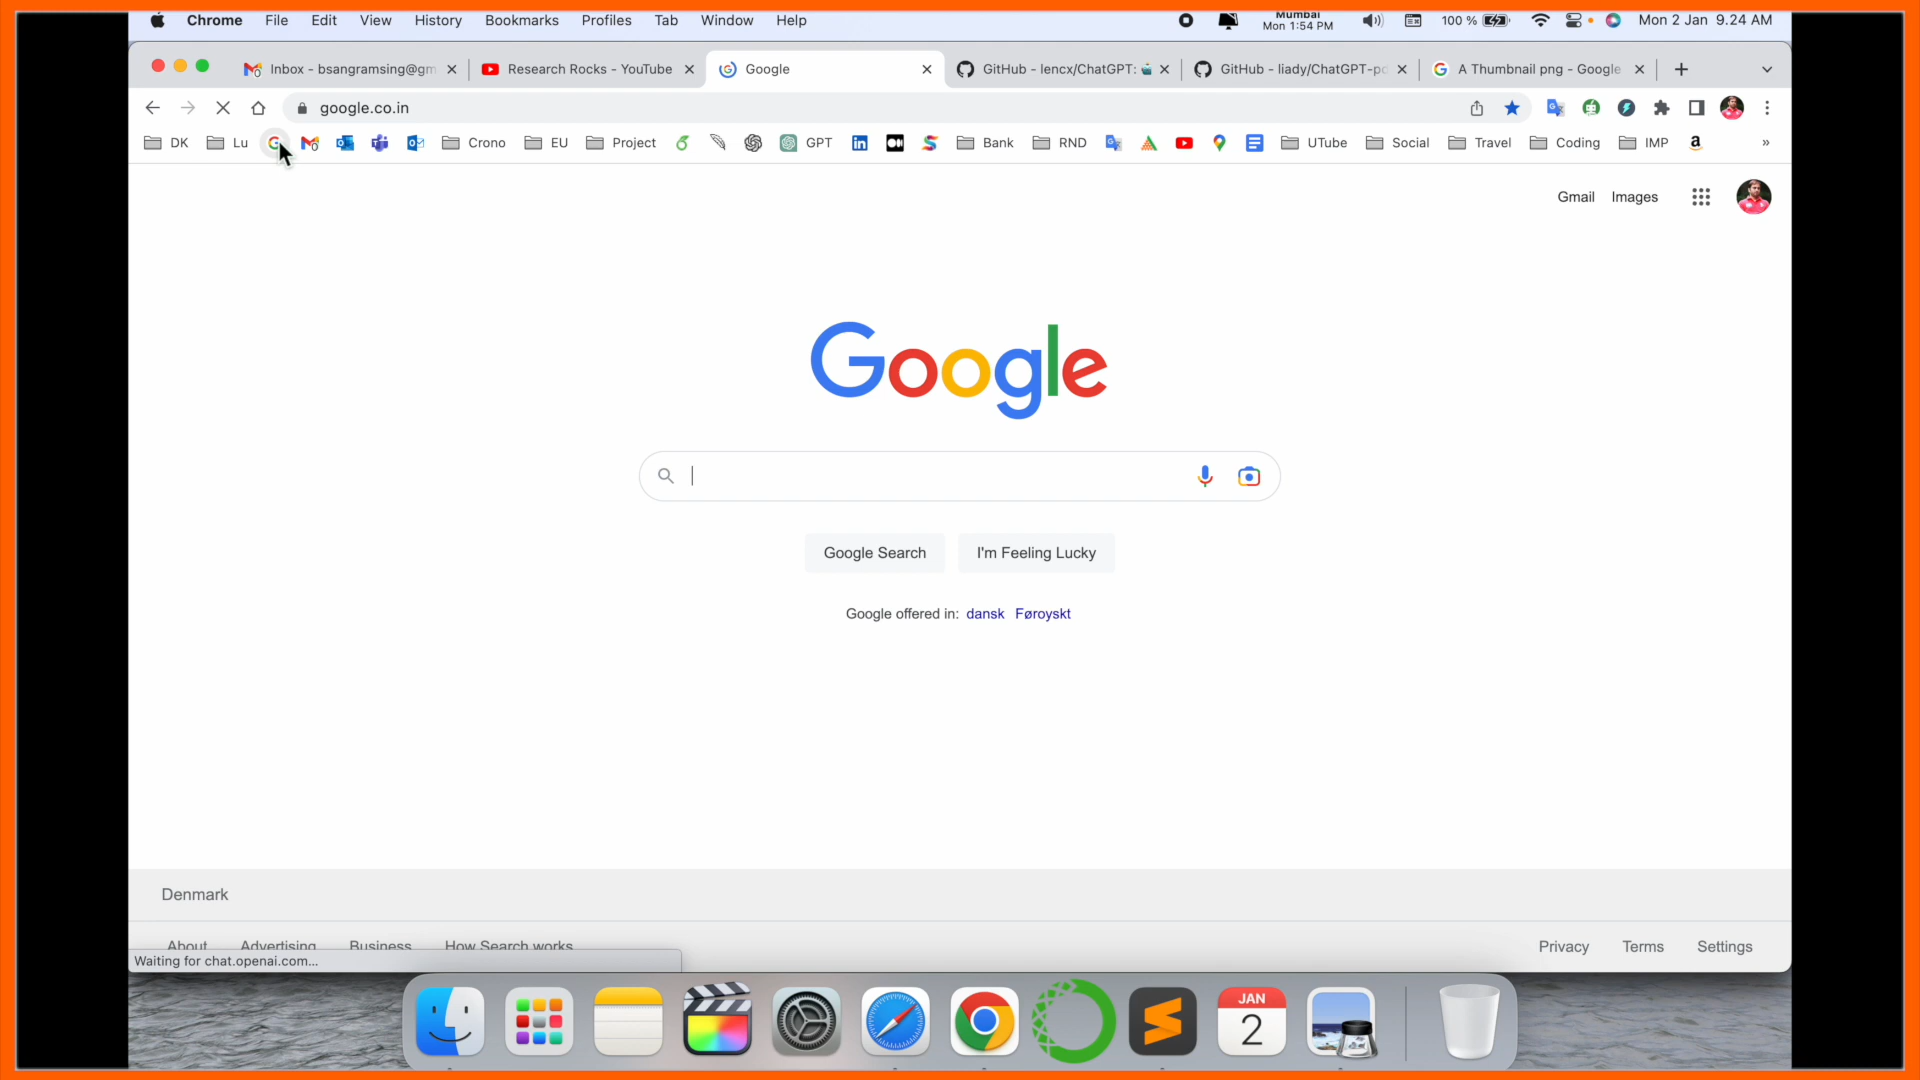 Chrome File Edit View History Bookmarks Profiles Tab Window Help
Mumbai
Mon 1:54 PM
100 %
Mon 2 Jan 9.24 AM
Inbox - bsangramsing@gm
Research Rocks - YouTube
Google
GitHub - lencx/ChatGPT:
GitHub - liady/ChatGPT-pd
A Thumbnail png - Google
google.co.in
DK Lu Crono EU Project GPT Bank RND UTube Social Travel Coding IMP
Gmail Images
Google
Google Search I'm Feeling Lucky
Google offered in: dansk Føroyskt
Denmark
About Advertising Business How Search works Privacy Terms Settings
Waiting for chat.openai.com...
JAN
2